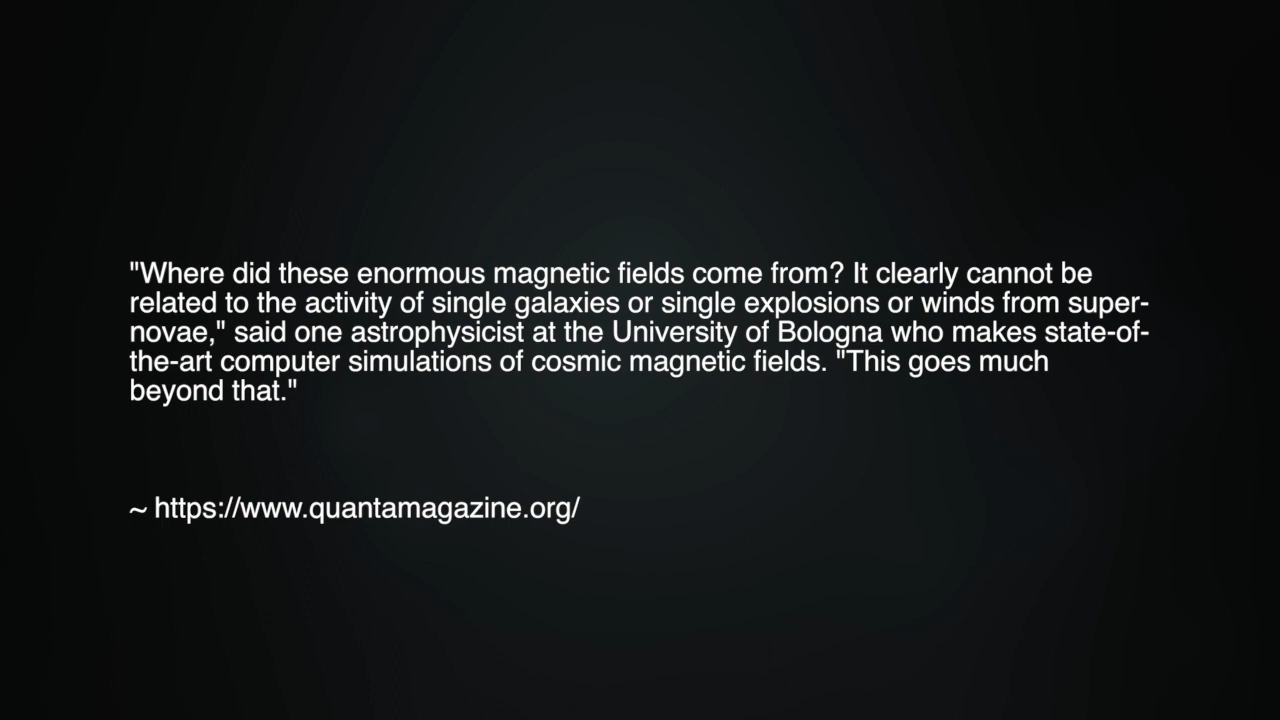 "Where did these enormous magnetic fields come from? It clearly cannot be
related to the activity of single galaxies or single explosions or winds from super-
novae," said one astrophysicist at the University of Bologna who makes state-of-
the-art computer simulations of cosmic magnetic fields. "This goes much
beyond that."
~ https://www.quantamagazine.org/